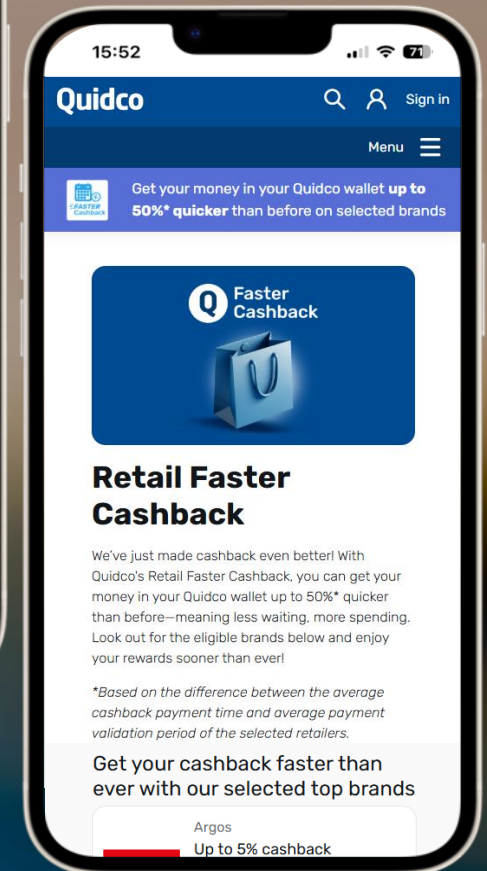 15:52
71
Quidco
Sign in
Menu
FASTER
Cashback
Get your money in your Quidco wallet up to
50%* quicker than before on selected brands
Q Faster
Cashback
Retail Faster
Cashback
We've just made cashback even better! With
Quidco's Retail Faster Cashback, you can get your
money in your Quidco wallet up to 50%* quicker
than before—meaning less waiting, more spending.
Look out for the eligible brands below and enjoy
your rewards sooner than ever!
*Based on the difference between the average
cashback payment time and average payment
validation period of the selected retailers.
Get your cashback faster than
ever with our selected top brands
Argos
Up to 5% cashback